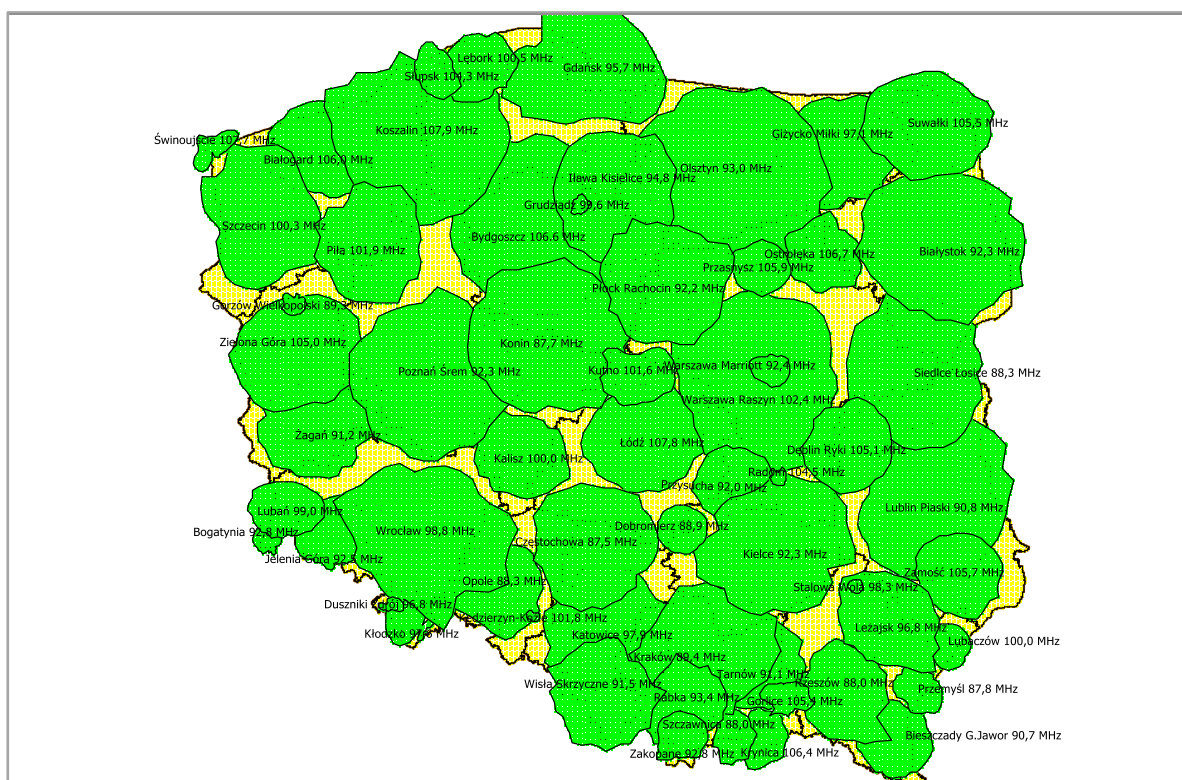 Lębork 100,5 MHz
Gdańsk 95,7 MHz
Słupsk 104,3 MHz
Suwałki 105,5 MHz
Koszalin 107,9 MHz
Giżycko Miłki 97,1 MHz
Świnoujście 107,7 MHz
Białogard 106,0 MHz
Olsztyn 93,0 MHz
Iława Kisielice 94,8 MHz
Grudziądz 99,6 MHz
Szczecin 100,3 MHz
Bydgoszcz 106.6 MHz
Piła 101,9 MHz
Ostrołęka 106,7 MHz
Białystok 92,3 MHz
Przasnysz 105,9 MHz
Płock Rachocin 92,2 MHz
Gorzów Wielkopolski 89,3 MHz
Zielona Góra 105,0 MHz
Konin 87,7 MHz
Warszawa Marriott 92,4 MHz
Poznań Śrem 92,3 MHz
Kutno 101,6 MHz
Siedlce Łosice 88,3 MHz
Warszawa Raszyn 102,4 MHz
Żagań 91,2 MHz
Łódź 107,8 MHz
Dęblin Ryki 105,1 MHz
Kalisz 100,0 MHz
Radom 104,5 MHz
Przysucha 92,0 MHz
Lubań 99,0 MHz
Lublin Piaski 90,8 MHz
Bogatynia 92,8 MHz
Wrocław 98,8 MHz
Dobromierz 88,9 MHz
Częstochowa 87,5 MHz
Kielce 92,3 MHz
Jelenia Góra 92,5 MHz
Zamość 105,7 MHz
Opole 88,3 MHz
Stalowa Wola 98,3 MHz
Duszniki Zdrój 96,8 MHz
Kędzierzyn-Koźle 101,8 MHz
Kłodzko 97,6 MHz
Katowice 97,9 MHz
Leżajsk 96,8 MHz
Lubaczów 100,0 MHz
Kraków 89,4 MHz
Tarnów 91,1 MHz
Wisła Skrzyczne 91,5 MHz
Rzeszów 88,0 MHz
Przemyśl 87,8 MHz
Rabka 93,4 MHz
Gorlice 105,4 MHz
Szczawnica 88,0 MHz
Bieszczady G.Jawor 90,7 MHz
Zakopane 92,8 MHz
Krynica 106,4 MHz